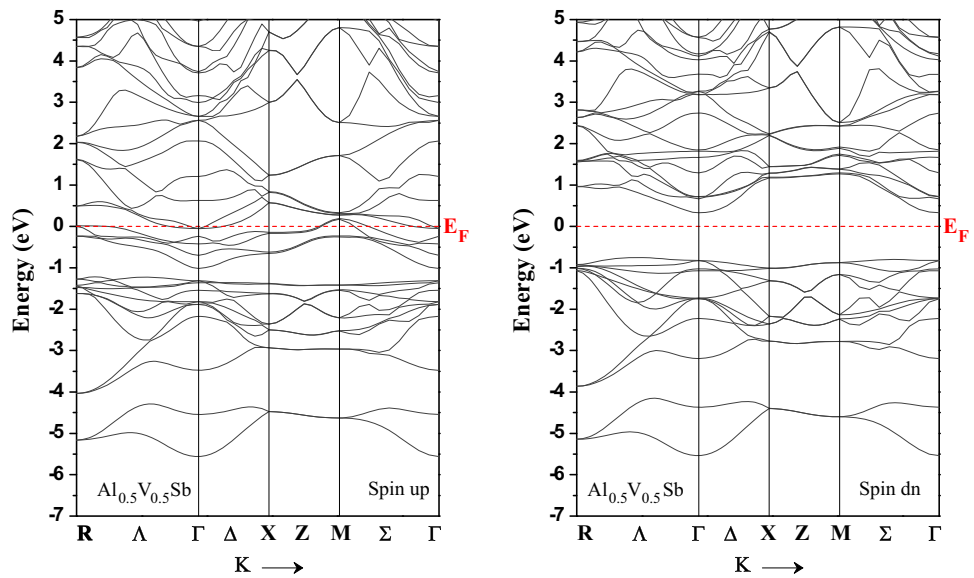 5
4
3
2
1
0
-1
-2
-3
-4
-5
-6
-7
Energy (eV)
E_F
Al0.5V0.5Sb
Spin up
R Λ Γ Δ X Z M Σ Γ
K →
5
4
3
2
1
0
-1
-2
-3
-4
-5
-6
-7
Energy (eV)
E_F
Al0.5V0.5Sb
Spin dn
R Λ Γ Δ X Z M Σ Γ
K →